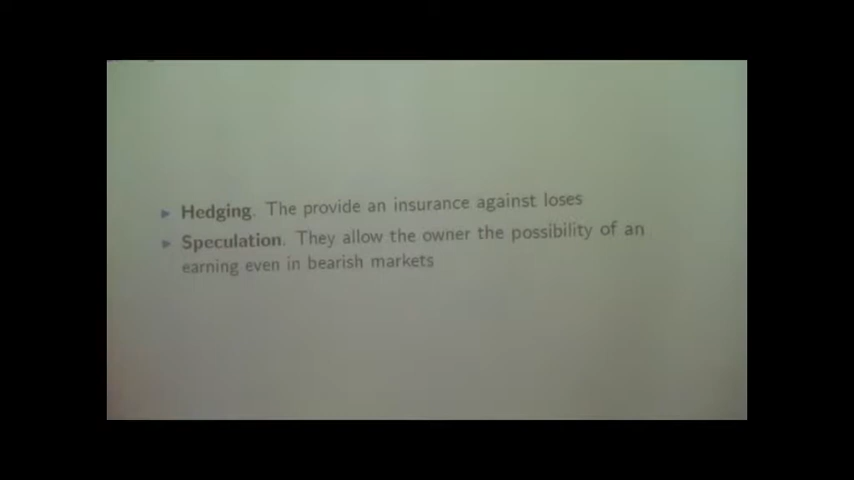 Hedging. The provide an insurance against loses
Speculation. They allow the owner the possibility of an
earning even in bearish markets